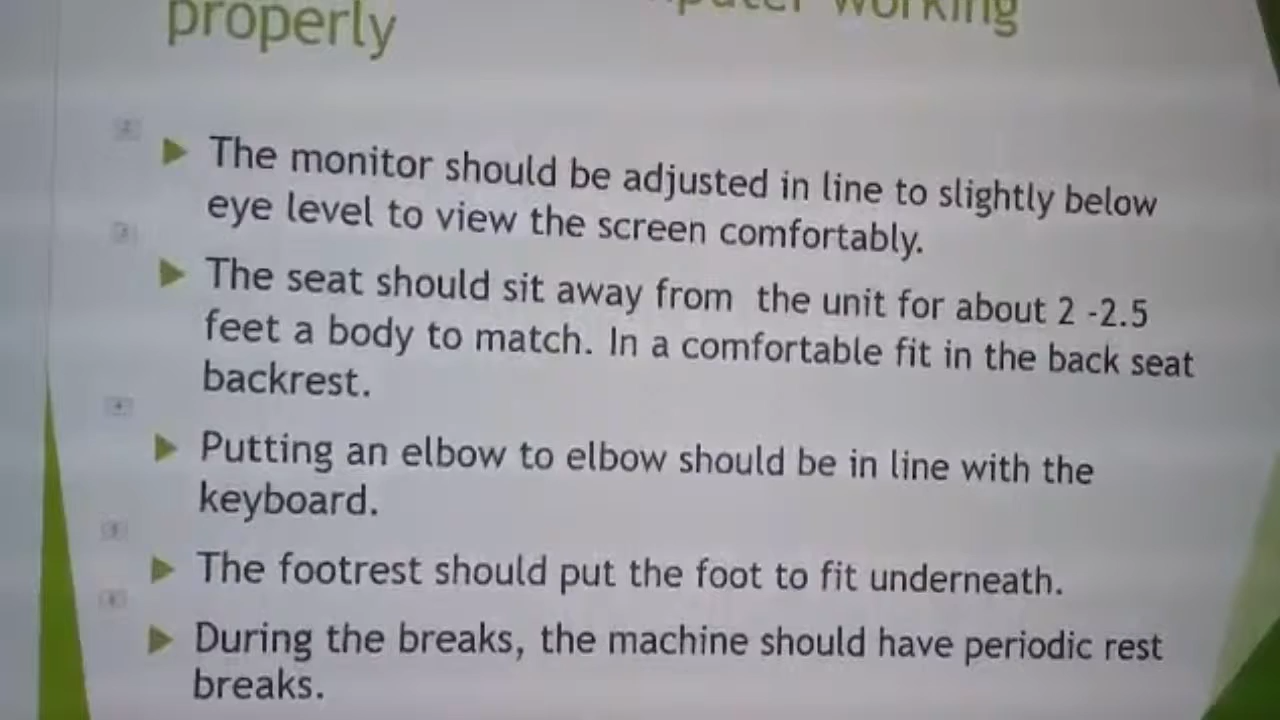 working
properly
The monitor should be adjusted in line to slightly below
eye level to view the screen comfortably.
The seat should sit away from the unit for about 2 -2.5
feet a body to match. In a comfortable fit in the back seat
backrest.
Putting an elbow to elbow should be in line with the
keyboard.
The footrest should put the foot to fit underneath.
During the breaks, the machine should have periodic rest
breaks.